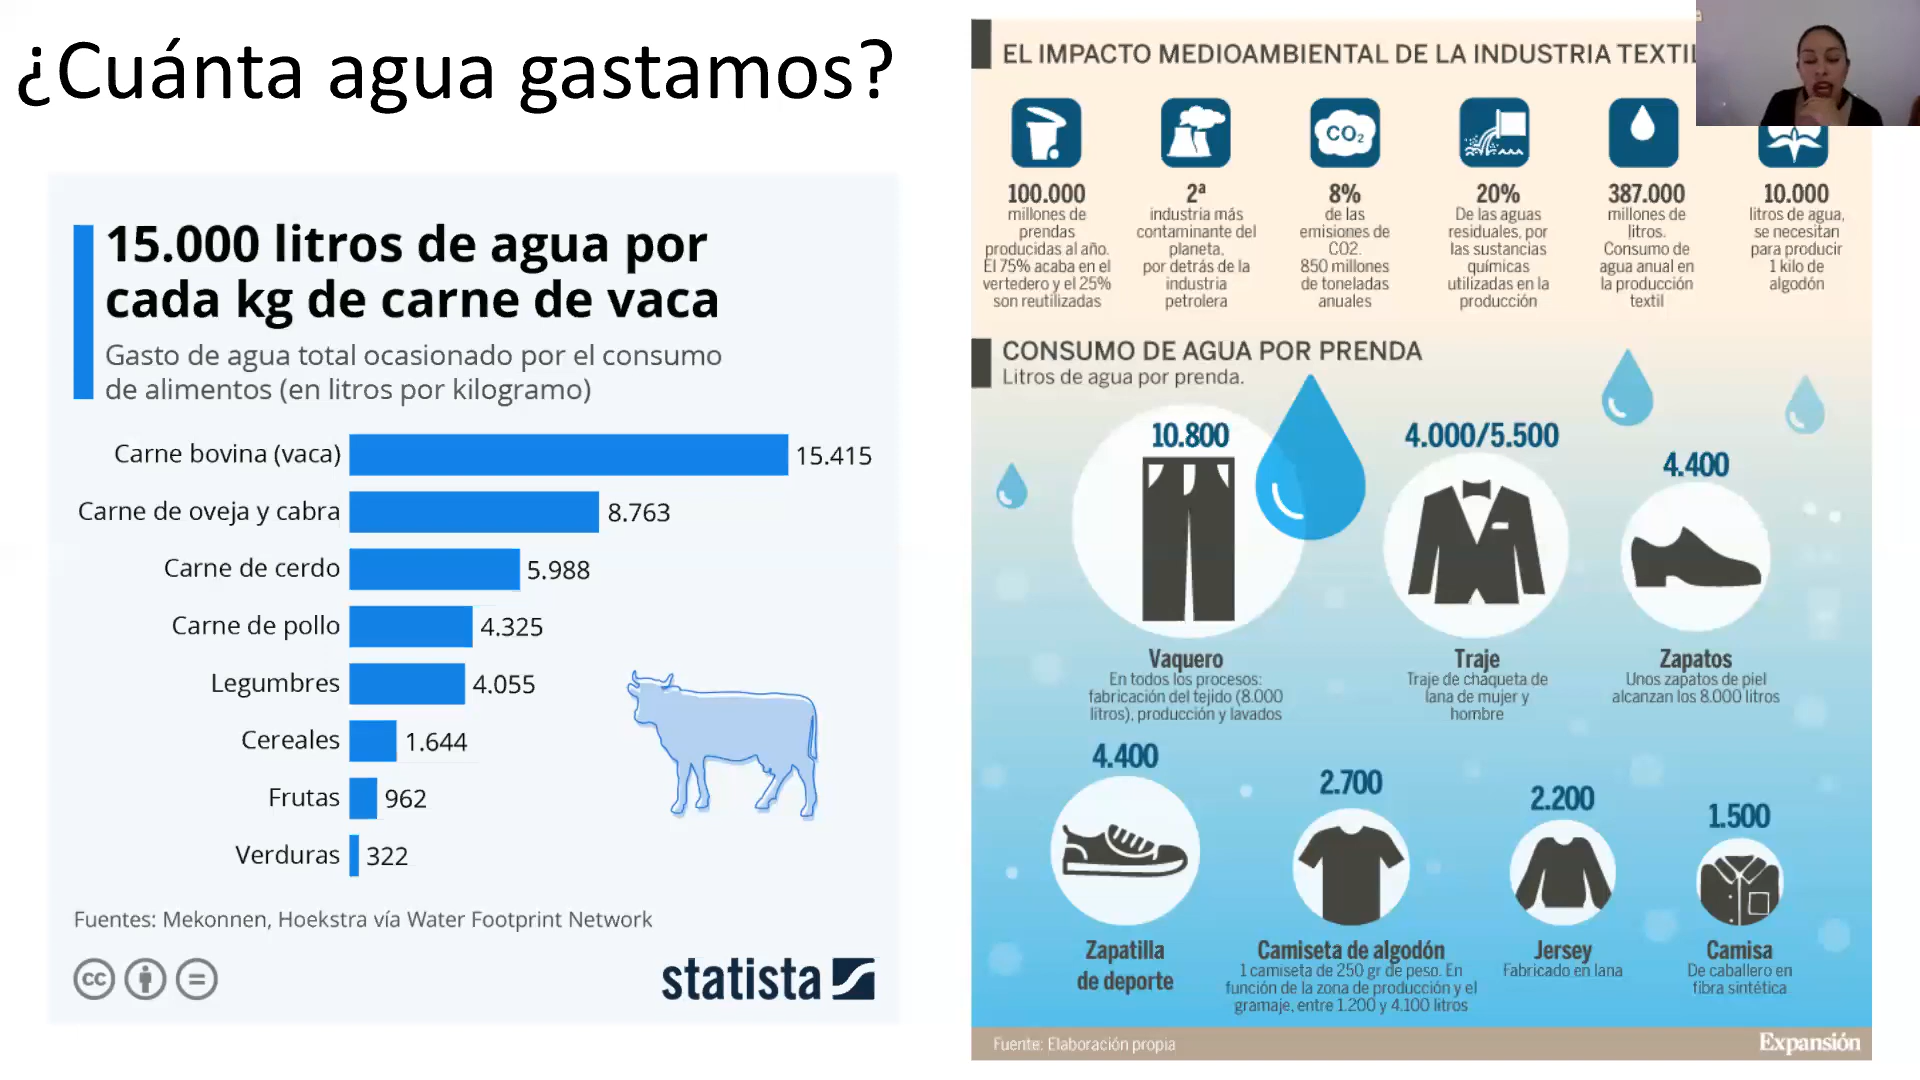 ¿Cuánta agua gastamos?
15.000 litros de agua por
cada kg de carne de vaca
Gasto de agua total ocasionado por el consumo
de alimentos (en litros por kilogramo)
Carne bovina (vaca) 15.415
Carne de oveja y cabra 8.763
Carne de cerdo 5.988
Carne de pollo 4.325
Legumbres 4.055
Cereales 1.644
Frutas 962
Verduras 322
Fuentes: Mekonnen, Hoekstra vía Water Footprint Network
cc
statista
EL IMPACTO MEDIOAMBIENTAL DE LA INDUSTRIA TEXTIL
100.000
millones de
prendas
producidas al año.
El 75% acaba en el
vertedero y el 25%
son reutilizadas
2ª
industria más
contaminante del
planeta,
por detrás de la
industria
petrolera
CO2
8%
de las
emisiones de
CO2.
850 millones
de toneladas
anuales
20%
De las aguas
residuales, por
las sustancias
químicas
utilizadas en la
producción
387.000
millones de
litros.
Consumo de
agua anual en
la producción
textil
10.000
litros de agua,
se necesitan
para producir
1 kilo de
algodón
CONSUMO DE AGUA POR PRENDA
Litros de agua por prenda.
10.800
Vaquero
En todos los procesos:
fabricación del tejido (8.000
litros), producción y lavados
4.000/5.500
Traje
Traje de chaqueta de
lana de mujer y
hombre
4.400
Zapatos
Unos zapatos de piel
alcanzan los 8.000 litros
4.400
Zapatilla
de deporte
2.700
Camiseta de algodón
1 camiseta de 250 gr de peso. En
función de la zona de producción y el
gramaje, entre 1.200 y 4.100 litros
2.200
Jersey
Fabricado en lana
1.500
Camisa
De caballero en
fibra sintética
Fuente: Elaboración propia
Expansión